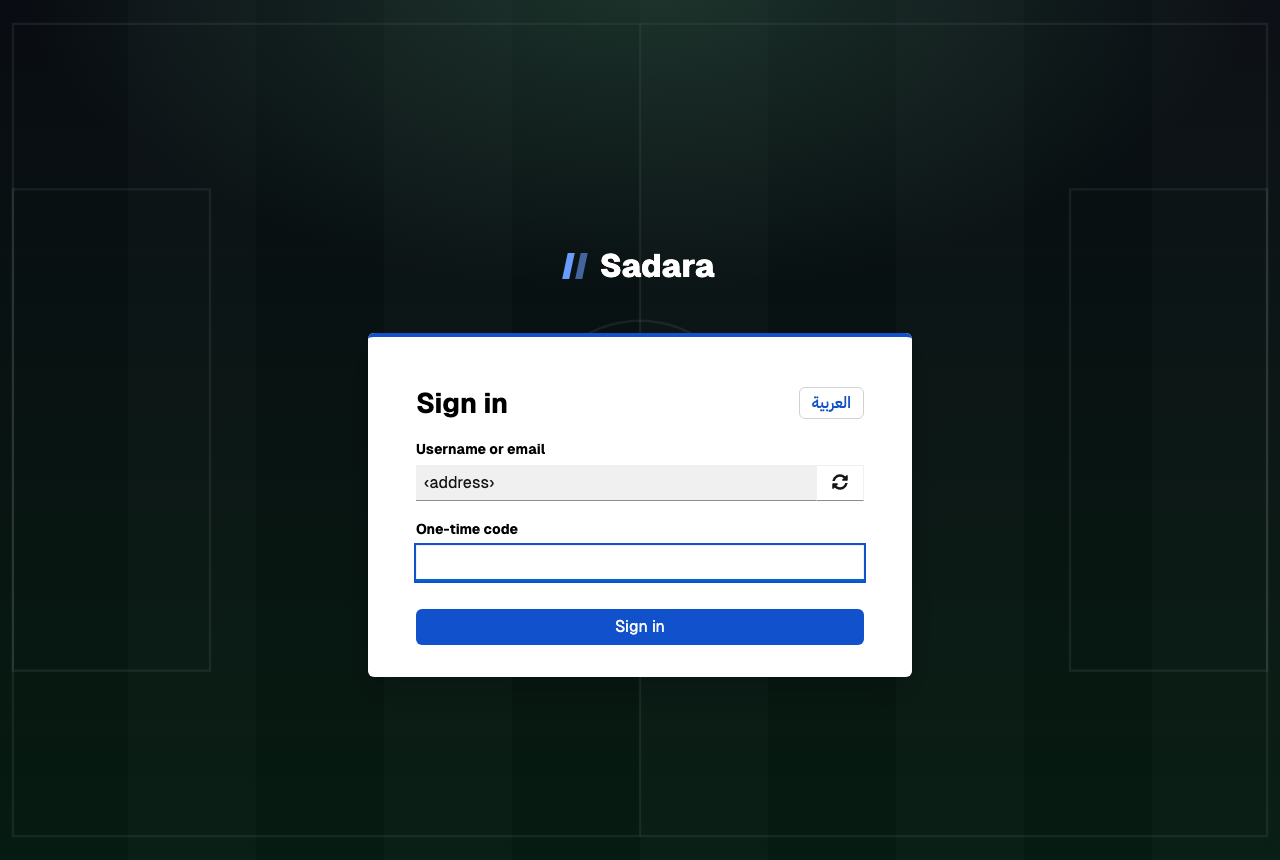 Sadara
Sign in
العربية
Username or email
‹address›
One-time code
Sign in